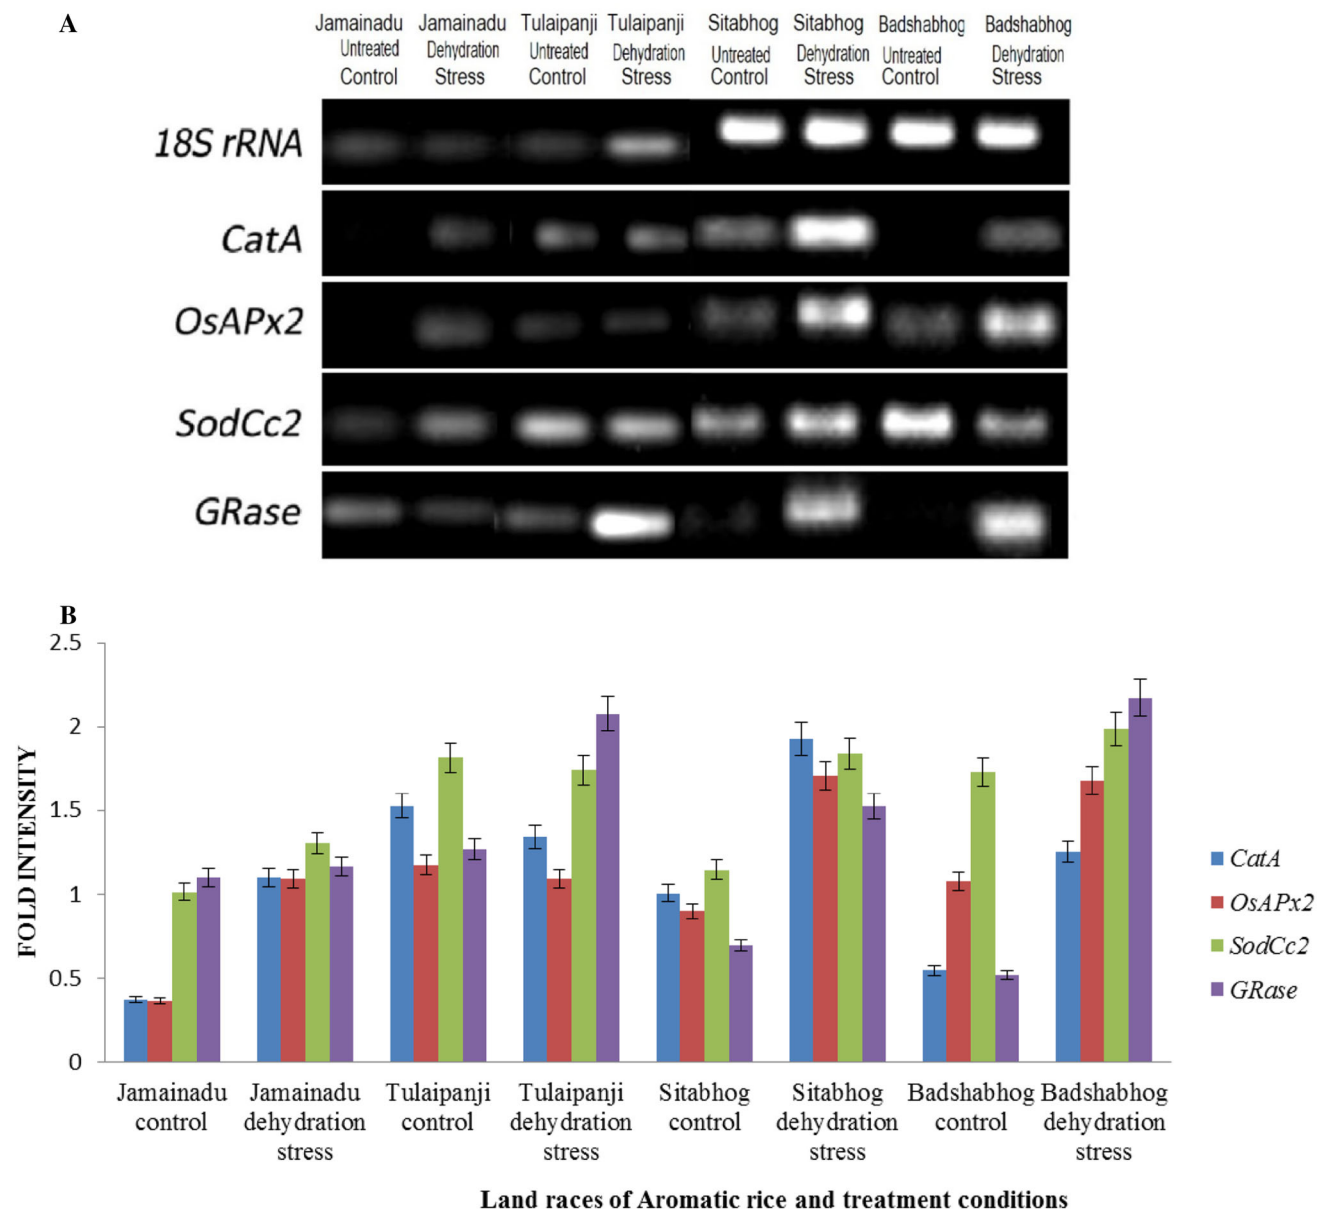 A
Jamainadu Jamainadu Tulaipanji Tulaipanji Sitabhog Sitabhog Badshabhog Badshabhog
Untreated Dehydration Untreated Dehydration Untreated Dehydration Untreated Dehydration
Control Stress Control Stress Control Stress Control Stress
18S rRNA
CatA
OsAPx2
SodCc2
GRase
B
FOLD INTENSITY
2.5
2
1.5
1
0.5
0
CatA
OsAPx2
SodCc2
GRase
Jamainadu Jamainadu Tulaipanji Tulaipanji Sitabhog Sitabhog Badshabhog Badshabhog
control dehydration control dehydration control dehydration control dehydration
stress stress stress stress
Land races of Aromatic rice and treatment conditions